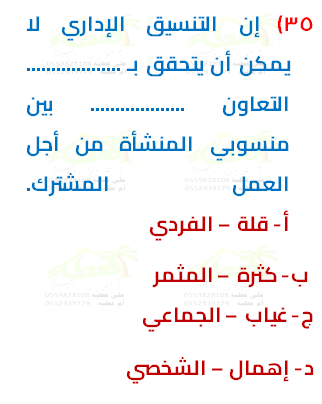 ٣٥) إن التنسيق الإداري لا
يمكن أن يتحقق بـ ...................
التعاون ................... بين
منسوبي المنشأة من أجل
العمل المشترك.
أ- قلة – الفردي
ب- كثرة – المثمر
ج- غياب – الجماعي
د- إهمال – الشخصي